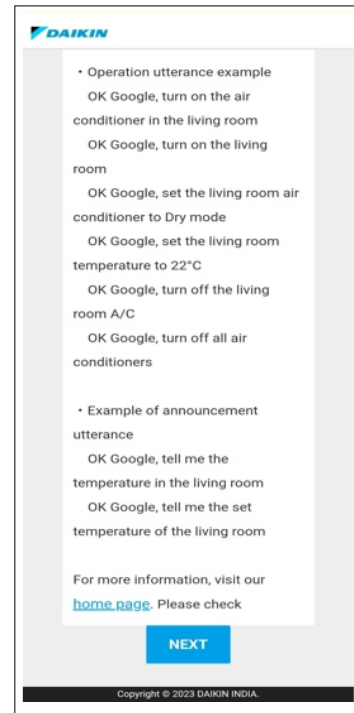 DAIKIN
・Operation utterance example
OK Google, turn on the air
conditioner in the living room
OK Google, turn on the living
room
OK Google, set the living room air
conditioner to Dry mode
OK Google, set the living room
temperature to 22°C
OK Google, turn off the living
room A/C
OK Google, turn off all air
conditioners
・Example of announcement
utterance
OK Google, tell me the
temperature in the living room
OK Google, tell me the set
temperature of the living room
For more information, visit our
home page. Please check
NEXT
Copyright © 2023 DAIKIN INDIA.